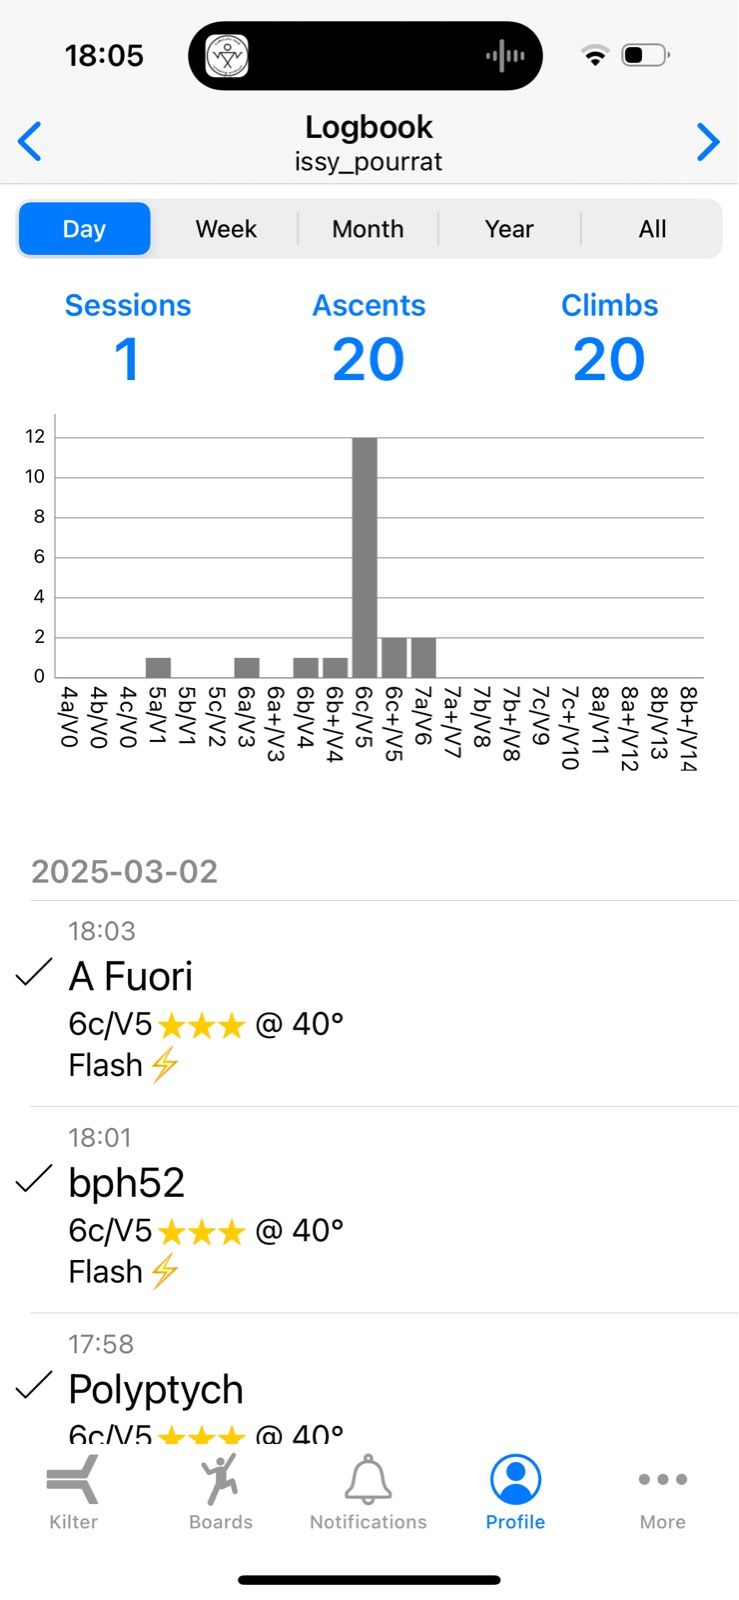 18:05
Logbook
issy_pourrat
Day Week Month Year All
Sessions Ascents Climbs
1 20 20
12
10
8
6
4
2
0
4a/V0 4b/V0 4c/V0 5a/V1 5b/V1 5c/V2 6a/V3 6a+/V3 6b/V4 6b+/V4 6c/V5 6c+/V5 7a/V6 7a+/V7 7b/V8 7b+/V8 7c/V9 7c+/V10 8a/V11 8a+/V12 8b/V13 8b+/V14
2025-03-02
18:03
A Fuori
6c/V5 ★★★ @ 40°
Flash ⚡
18:01
bph52
6c/V5 ★★★ @ 40°
Flash ⚡
17:58
Polyptych
6c/V5 ★★★ @ 40°
Kilter Boards Notifications Profile More